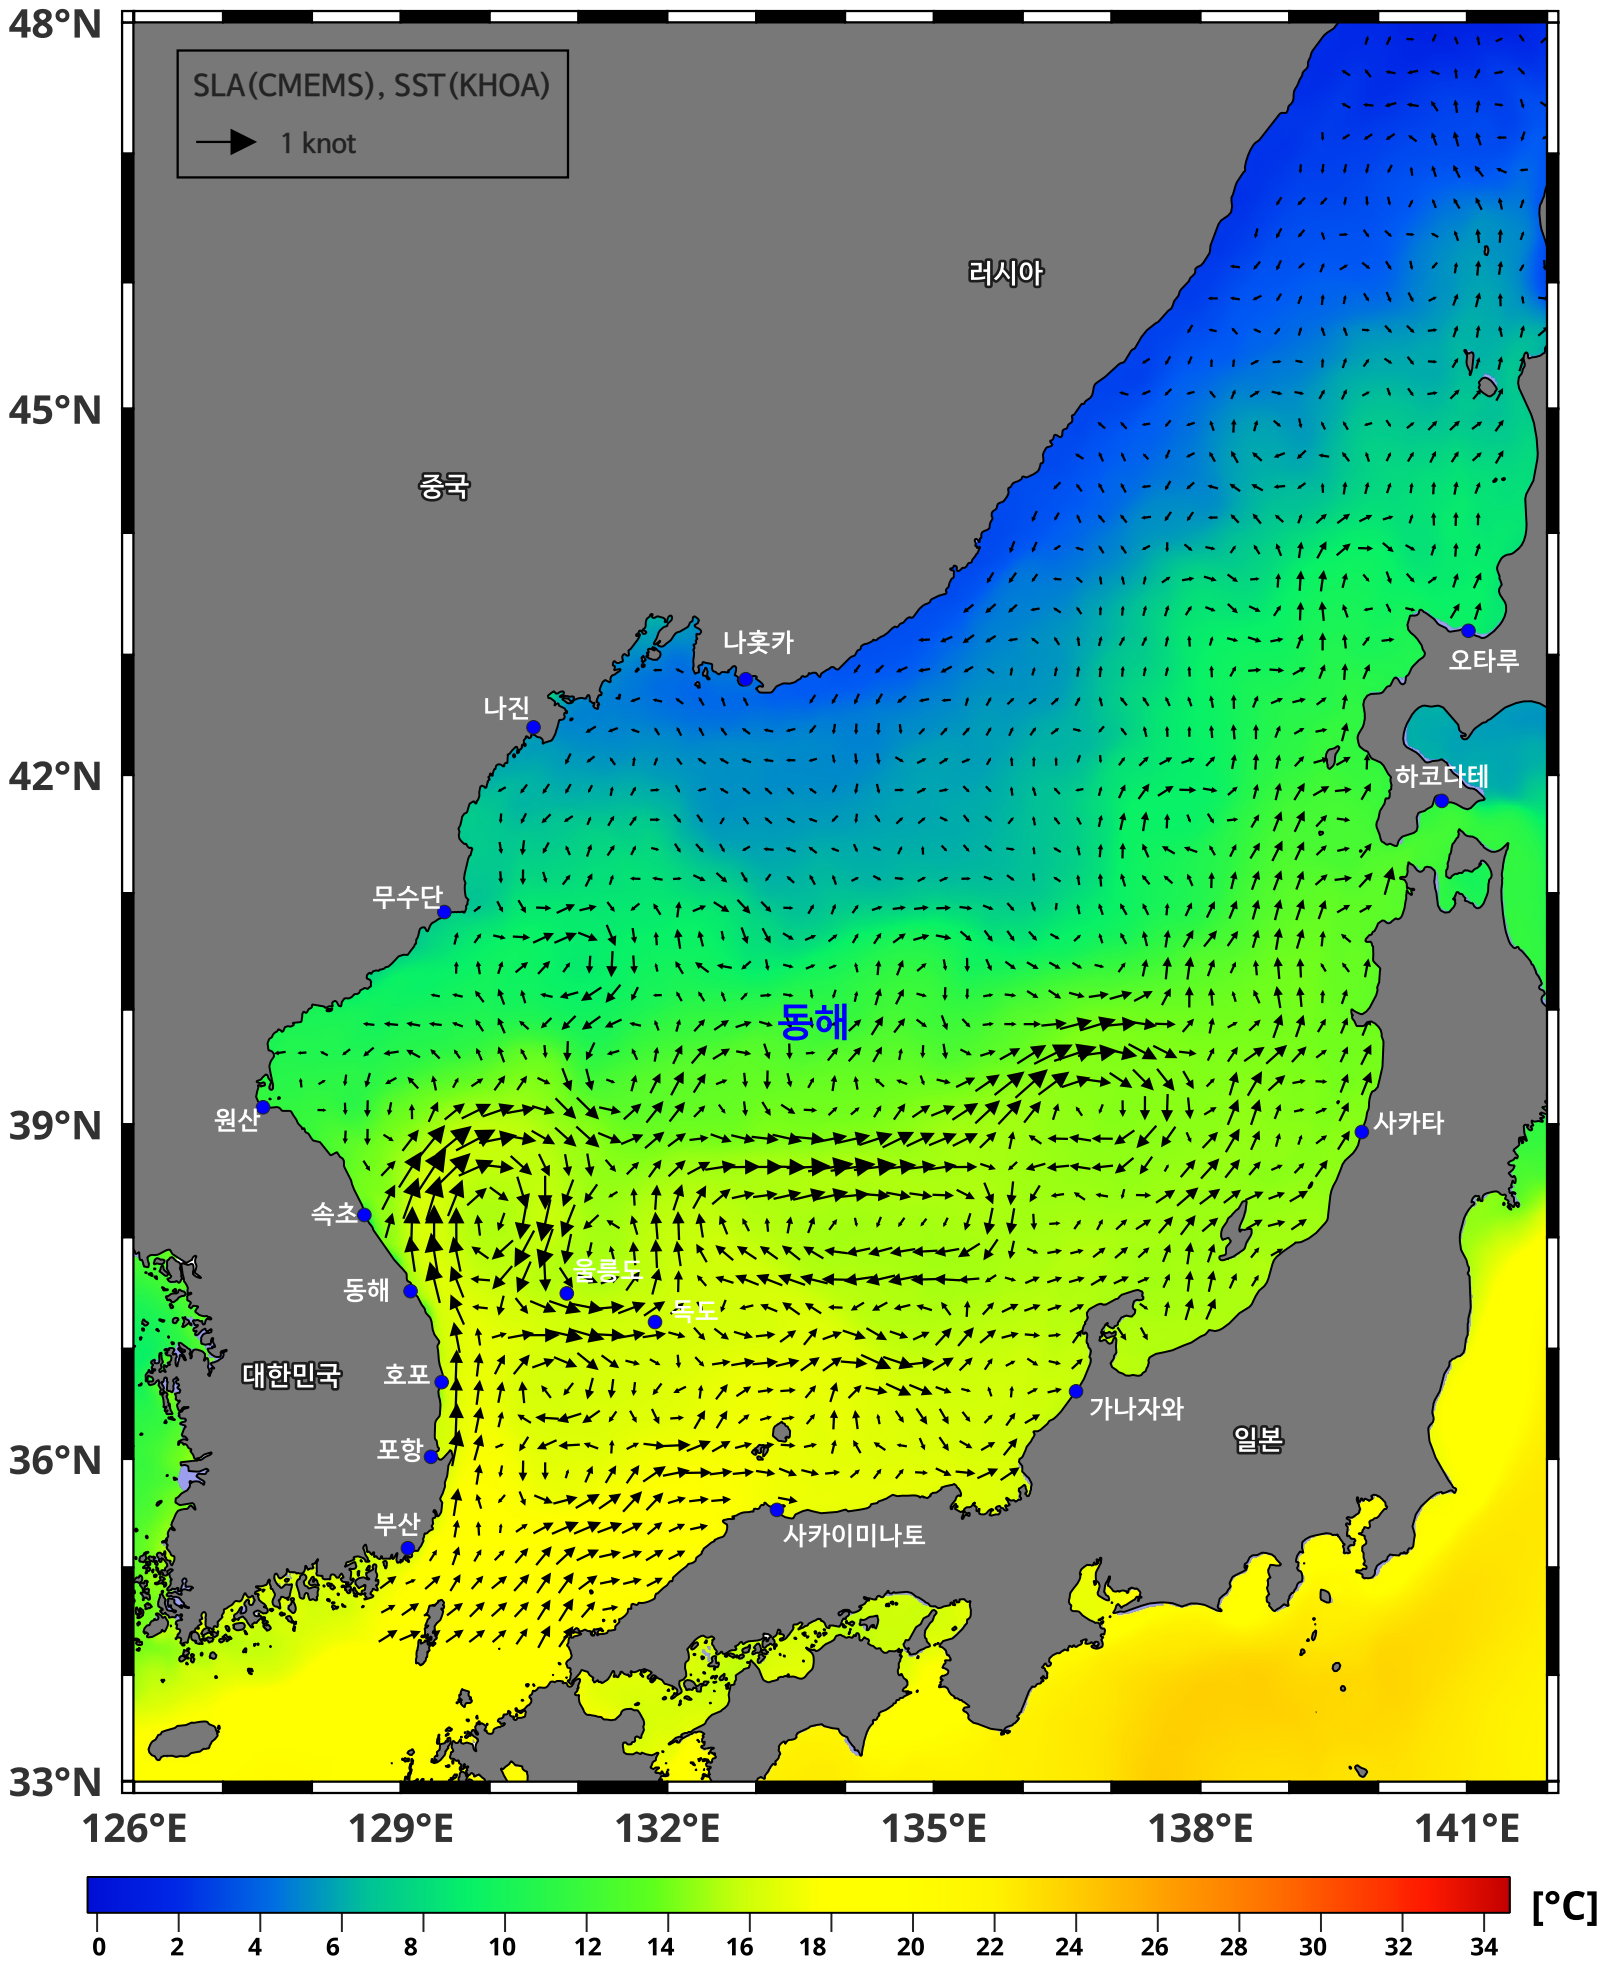 48°N
SLA(CMEMS), SST(KHOA)
1 knot
러시아
45°N
중국
나홋카
오타루
나진
42°N
하코다테
무수단
동해
39°N
원산
사카타
속초
울릉도
동해
독도
대한민국
호포
가나자와
일본
36°N
포항
부산
사카이미나토
33°N
126°E 129°E 132°E 135°E 138°E 141°E
[°C]
0 2 4 6 8 10 12 14 16 18 20 22 24 26 28 30 32 34